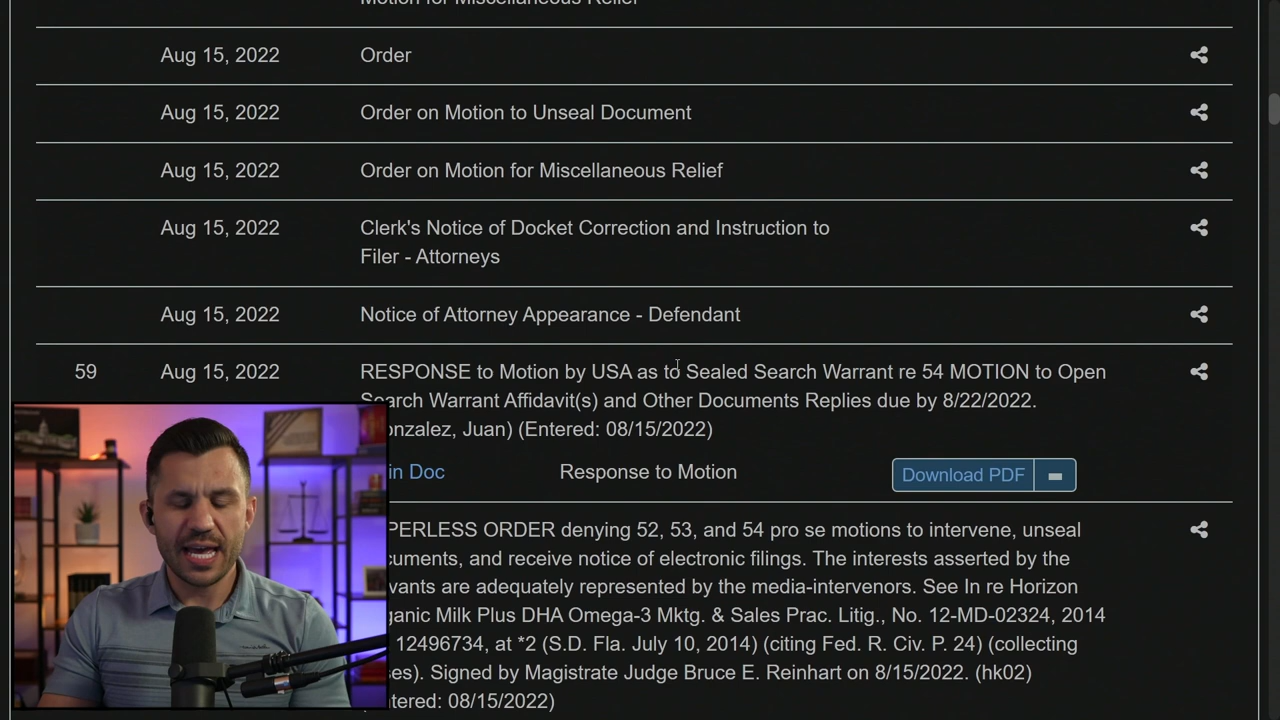 Motion for Miscellaneous Relief
Aug 15, 2022 Order
Aug 15, 2022 Order on Motion to Unseal Document
Aug 15, 2022 Order on Motion for Miscellaneous Relief
Aug 15, 2022 Clerk's Notice of Docket Correction and Instruction to
Filer - Attorneys
Aug 15, 2022 Notice of Attorney Appearance - Defendant
59 Aug 15, 2022 RESPONSE to Motion by USA as to Sealed Search Warrant re 54 MOTION to Open
Search Warrant Affidavit(s) and Other Documents Replies due by 8/22/2022.
onzalez, Juan) (Entered: 08/15/2022)
in Doc Response to Motion Download PDF
PERLESS ORDER denying 52, 53, and 54 pro se motions to intervene, unseal
cuments, and receive notice of electronic filings. The interests asserted by the
vants are adequately represented by the media-intervenors. See In re Horizon
ganic Milk Plus DHA Omega-3 Mktg. & Sales Prac. Litig., No. 12-MD-02324, 2014
12496734, at *2 (S.D. Fla. July 10, 2014) (citing Fed. R. Civ. P. 24) (collecting
ses). Signed by Magistrate Judge Bruce E. Reinhart on 8/15/2022. (hk02)
ntered: 08/15/2022)